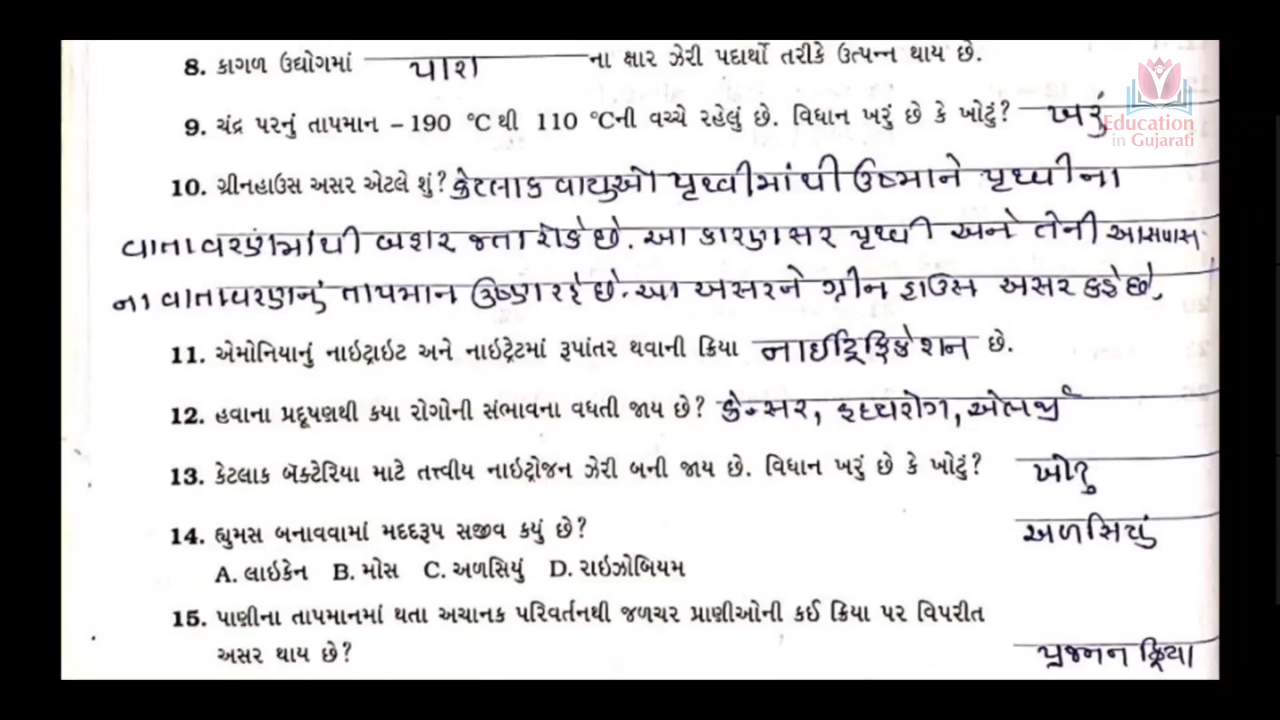 8. કાગળ ઉદ્યોગમાં પારા ના ક્ષાર ઝેરી પદાર્થો તરીકે ઉત્પન્ન થાય છે.
9. ચંદ્ર પરનું તાપમાન – 190 °C થી 110 °Cની વચ્ચે રહેલું છે. વિધાન ખરું છે કે ખોટું? ખરું
Education
in Gujarati
10. ગ્રીનહાઉસ અસર એટલે શું? કેટલાક વાયુઓ પૃથ્વીમાંથી ઉષ્માને પૃથ્વીના
વાતાવરણમાંથી બહાર જતા રોકે છે. આ કારણસર પૃથ્વી અને તેની આસપાસ
ના વાતાવરણનું તાપમાન ઉષ્ણ રહે છે. આ અસરને ગ્રીન હાઉસ અસર કહે છે.
11. એમોનિયાનું નાઇટ્રાઇટ અને નાઇટ્રેટમાં રૂપાંતર થવાની ક્રિયા નાઇટ્રિફિકેશન છે.
12. હવાના પ્રદૂષણથી કયા રોગોની સંભાવના વધતી જાય છે? કેન્સર, હૃદયરોગ, એલર્જી
13. કેટલાક બૅક્ટેરિયા માટે તત્ત્વીય નાઇટ્રોજન ઝેરી બની જાય છે. વિધાન ખરું છે કે ખોટું? ખોટુ
14. હ્યુમસ બનાવવામાં મદદરૂપ સજીવ કયું છે? અળસિયું
A. લાઇકેન B. મોસ C. અળસિયું D. રાઇઝોબિયમ
15. પાણીના તાપમાનમાં થતા અચાનક પરિવર્તનથી જળચર પ્રાણીઓની કઈ ક્રિયા પર વિપરીત
અસર થાય છે? પ્રજનન ક્રિયા